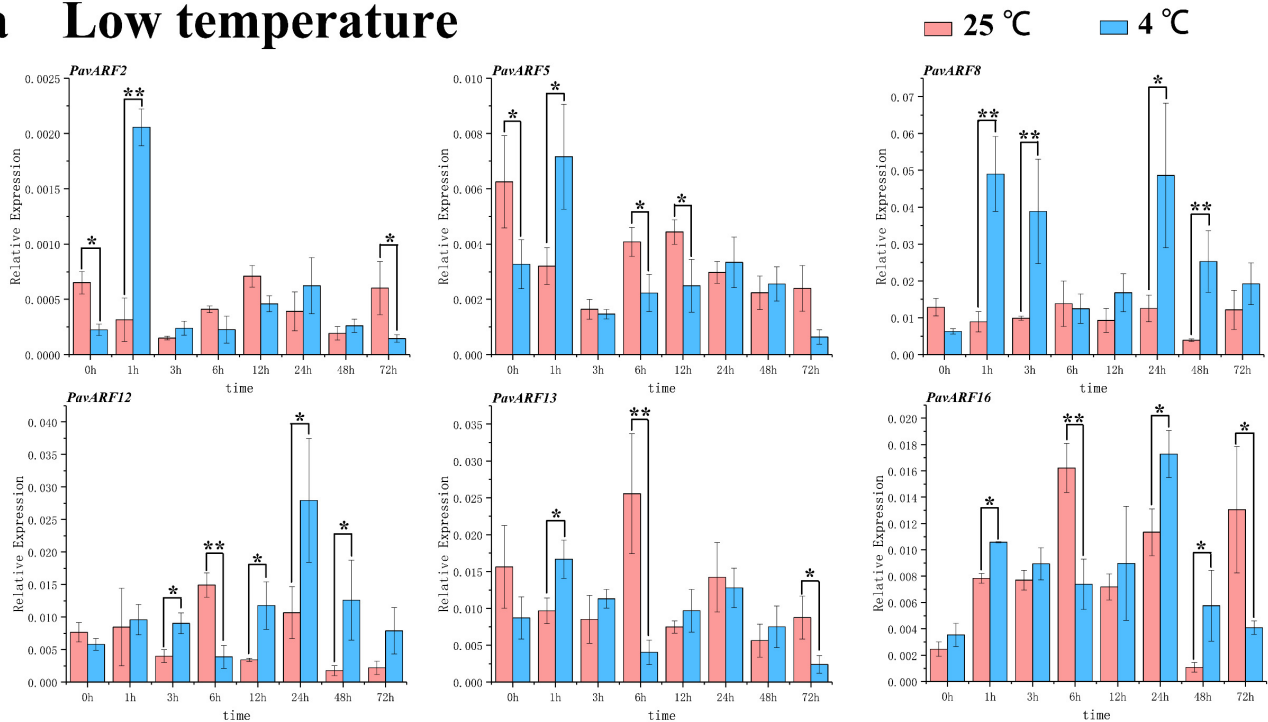 a Low temperature 25 ℃ 4 ℃
PavARF2
Relative Expression
0.0025
0.0020
0.0015
0.0010
0.0005
0.0000
* ** *
0h 1h 3h 6h 12h 24h 48h 72h
time
PavARF5
Relative Expression
0.010
0.008
0.006
0.004
0.002
0.000
* * * *
0h 1h 3h 6h 12h 24h 48h 72h
time
PavARF8
Relative Expression
0.07
0.06
0.05
0.04
0.03
0.02
0.01
0.00
** ** * **
0h 1h 3h 6h 12h 24h 48h 72h
time
PavARF12
Relative Expression
0.040
0.035
0.030
0.025
0.020
0.015
0.010
0.005
0.000
* ** * * *
0h 1h 3h 6h 12h 24h 48h 72h
time
PavARF13
Relative Expression
0.035
0.030
0.025
0.020
0.015
0.010
0.005
0.000
* ** *
0h 1h 3h 6h 12h 24h 48h 72h
time
PavARF16
Relative Expression
0.020
0.018
0.016
0.014
0.012
0.010
0.008
0.006
0.004
0.002
0.000
* ** * * *
0h 1h 3h 6h 12h 24h 48h 72h
time